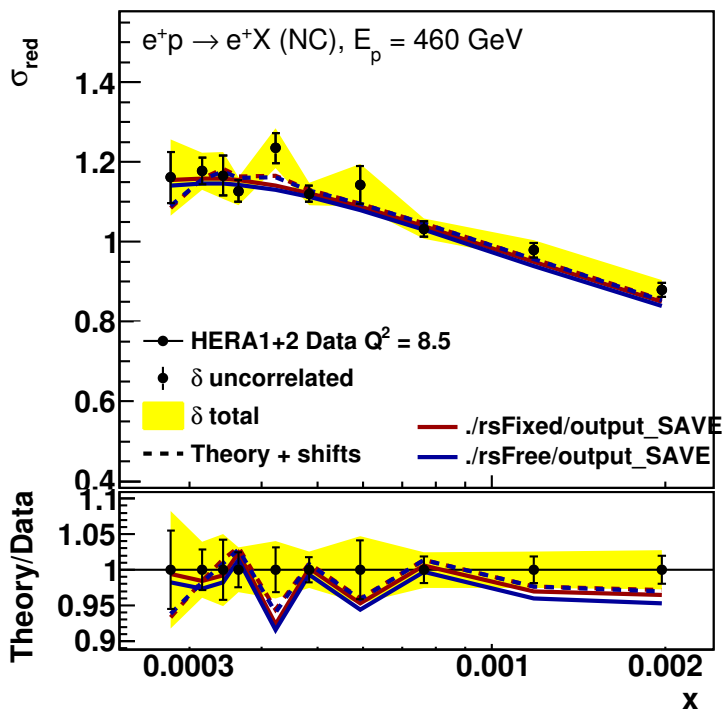 e⁺p → e⁺X (NC), E_p = 460 GeV
σ_red
1.4
1.2
1
0.8
0.6
0.4
HERA1+2 Data Q² = 8.5
δ uncorrelated
δ total
Theory + shifts
./rsFixed/output_SAVE
./rsFree/output_SAVE
Theory/Data
1.1
1.05
1
0.95
0.9
0.0003 0.001 0.002
x